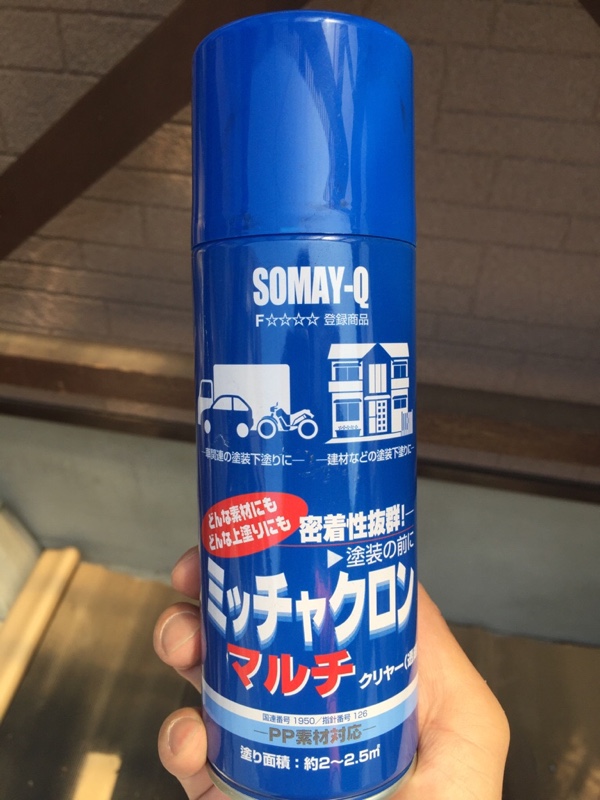 SOMAY-Q
F☆☆☆☆ 登録商品
関連の塗装下塗りに 建材などの塗装下塗りに
どんな素材にも
どんな上塗りにも
密着性抜群!
▶塗装の前に
ミッチャクロン
マルチ クリヤー(
国連番号 1950/指針番号 126
PP素材対応
塗り面積:約2〜2.5㎡